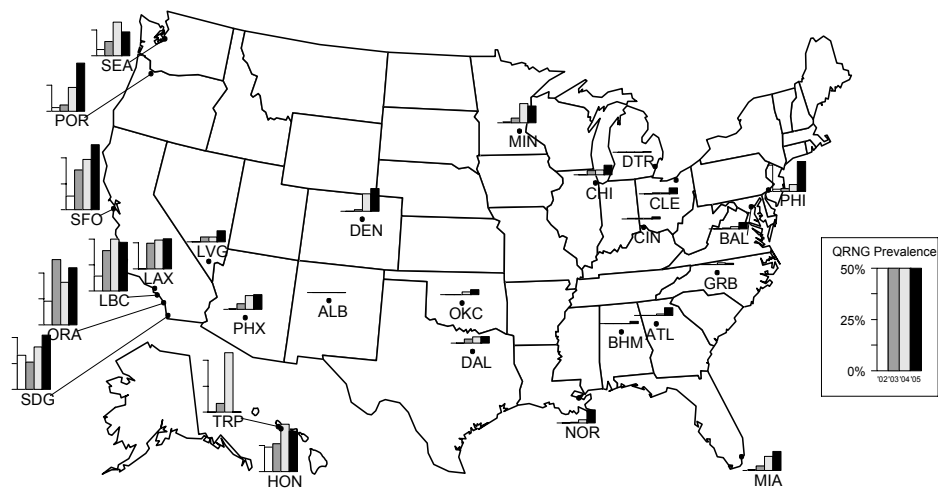 SEA
POR
MIN
DTR
CHI
CLE
PHI
SFO
DEN
CIN
BAL
LVG
LAX
LBC
QRNG Prevalence
50%
25%
0%
'02'03'04'05
GRB
ALB
OKC
PHX
ORA
BHM
ATL
DAL
SDG
TRP
NOR
HON
MIA